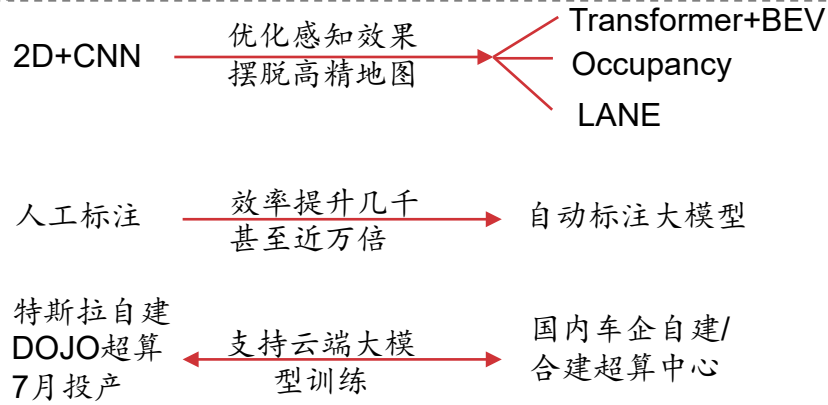 2D+CNN
优化感知效果
摆脱高精地图
Transformer+BEV
Occupancy
LANE
人工标注
效率提升几千
甚至近万倍
自动标注大模型
特斯拉自建
DOJO超算
7月投产
支持云端大模
型训练
国内车企自建/
合建超算中心